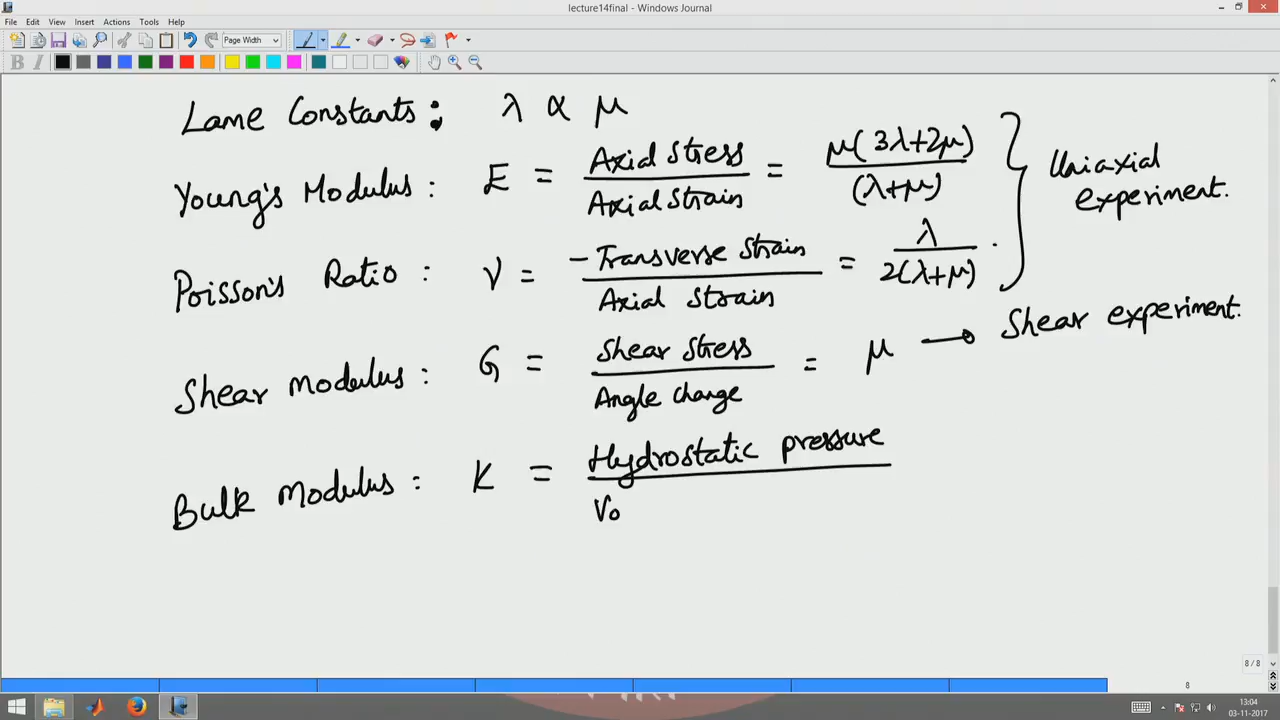 lecture14final - Windows Journal
File Edit View Insert Actions Tools Help
Page Width
B I
Lame Constants: λ ∝ μ
Young's Modulus: E = Axial Stress / Axial Strain = μ(3λ+2μ) / (λ+μ)
Uniaxial experiment.
Poisson's Ratio: ν = -Transverse Strain / Axial Strain = λ / 2(λ+μ).
Shear modulus: G = Shear Stress / Angle change = μ → Shear experiment.
Bulk Modulus: K = Hydrostatic pressure / Vo
8 / 8
8
13:04
03-11-2017